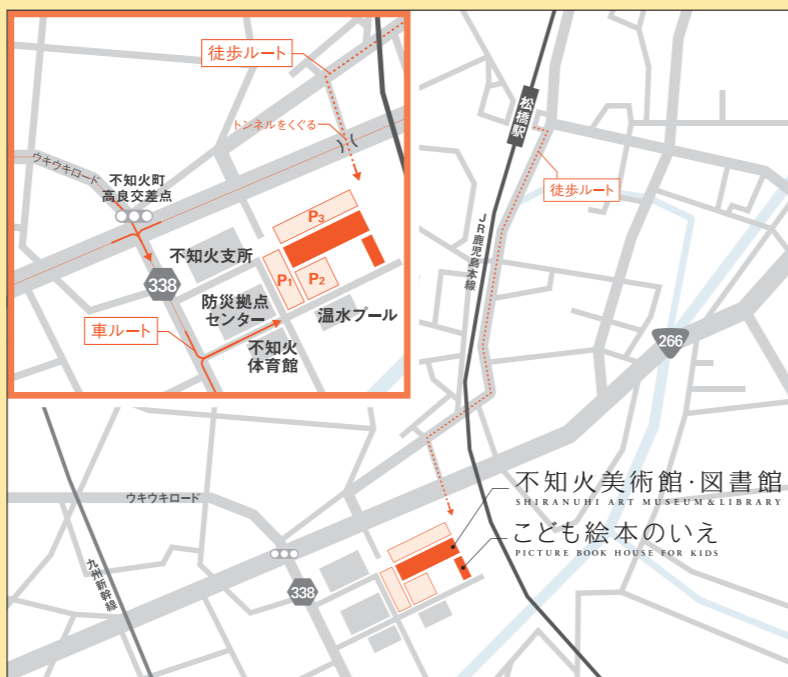 徒歩ルート
トンネルをくぐる
ウキウキロード
不知火町
高良交差点
P3
不知火支所
338
P1
P2
防災拠点
センター
温水プール
車ルート
不知火
体育館
松橋駅
徒歩ルート
JR鹿児島本線
266
不知火美術館・図書館
SHIRANUHI ART MUSEUM & LIBRARY
ウキウキロード
こども絵本のいえ
PICTURE BOOK HOUSE FOR KIDS
九州新幹線
338